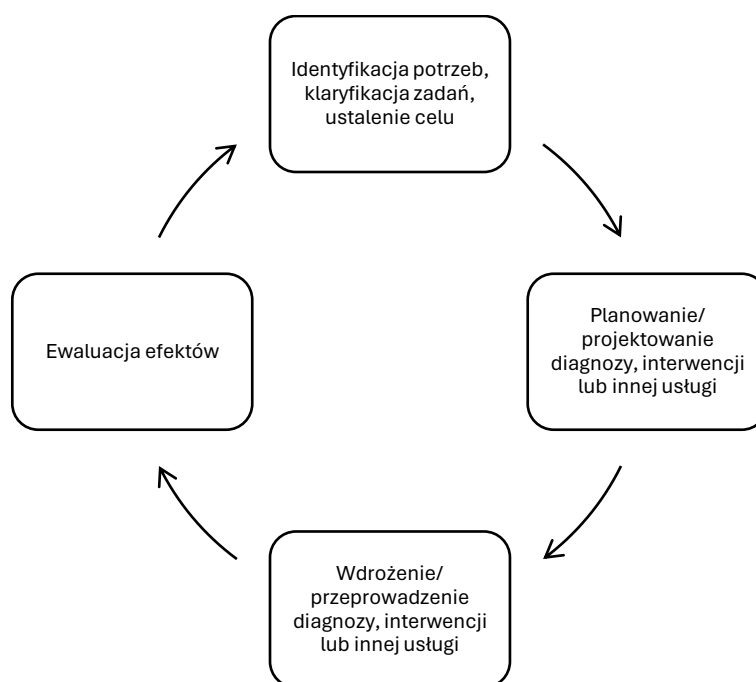 Identyfikacja potrzeb,
klaryfikacja zadań,
ustalenie celu
Planowanie/
projektowanie
diagnozy, interwencji
lub innej usługi
Wdrożenie/
przeprowadzenie
diagnozy, interwencji
lub innej usługi
Ewaluacja efektów